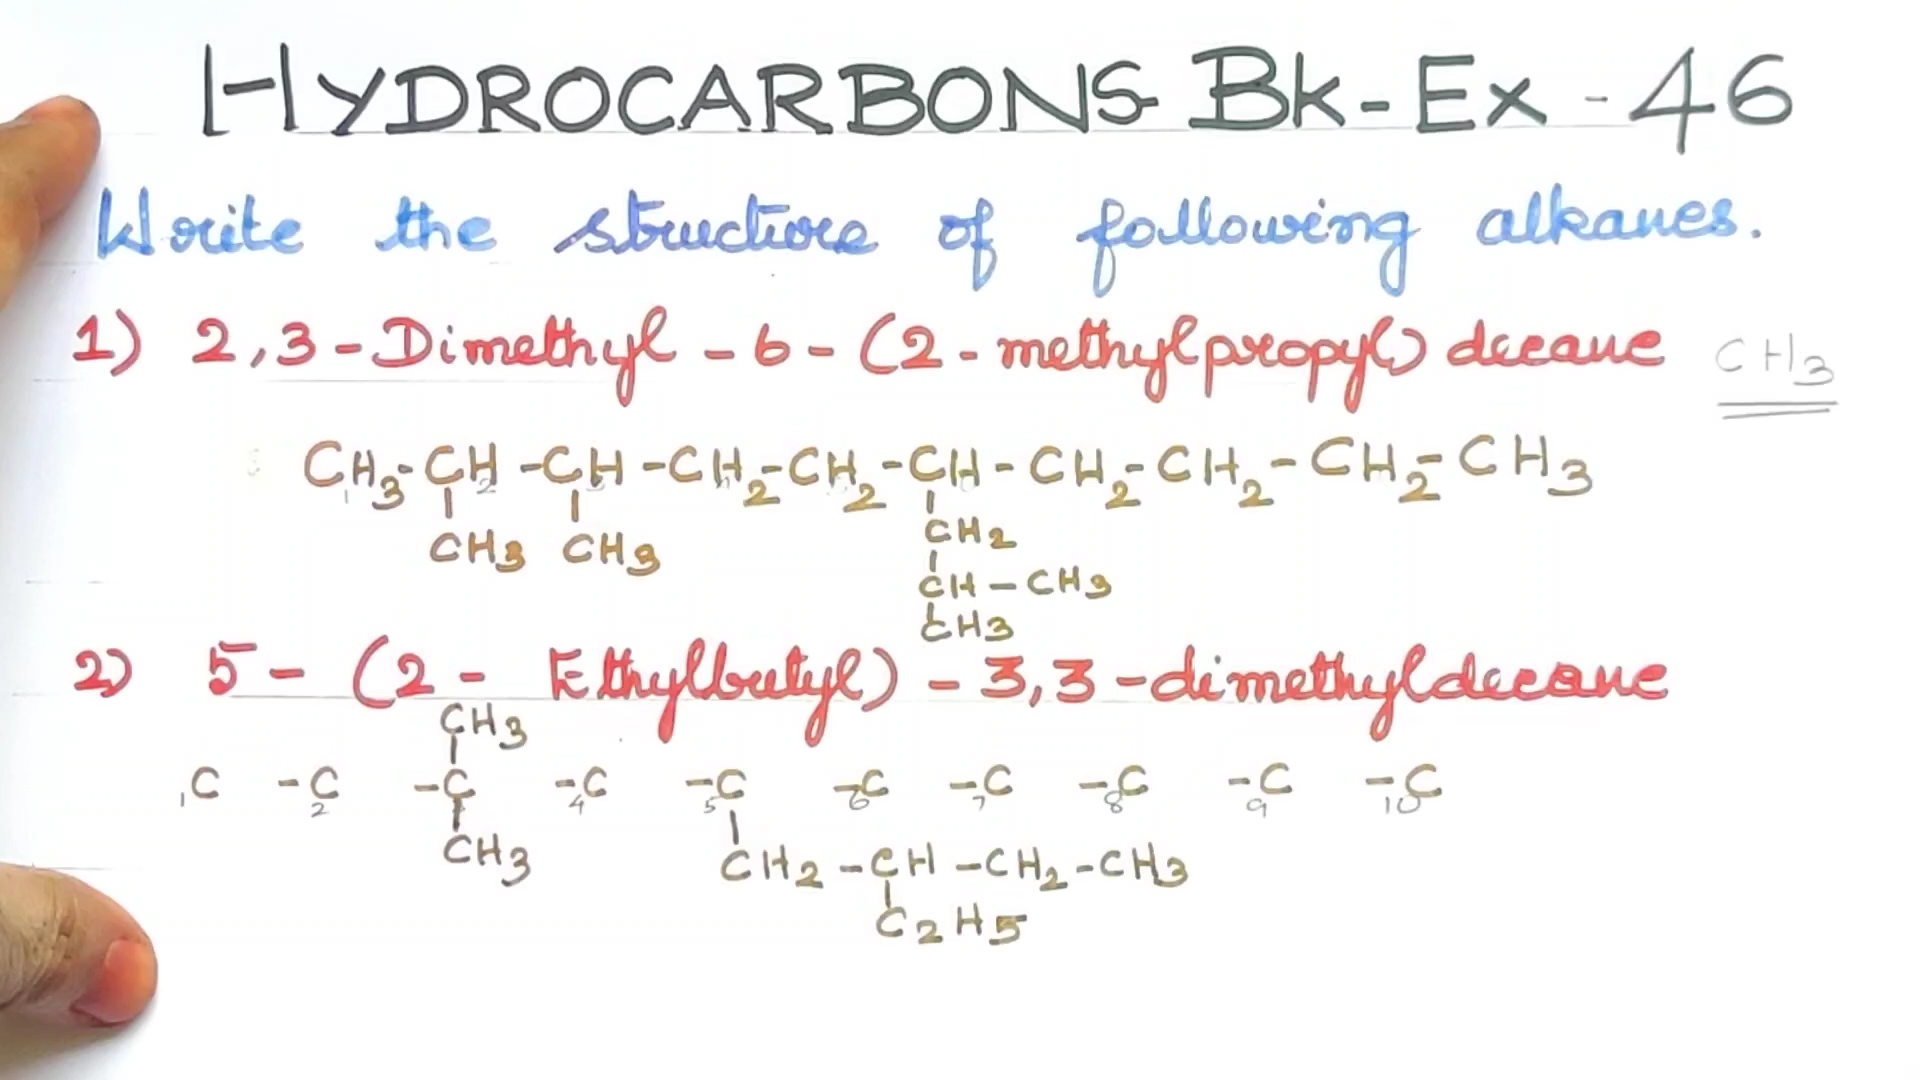 HYDROCARBONS BK-Ex-46
Write the structure of following alkanes.
1) 2,3-Dimethyl-6-(2-methylpropyl) decane CH3
CH3-CH-CH-CH2-CH2-CH-CH2-CH2-CH2-CH3
1 2
CH3 CH3 CH2
CH-CH3
CH3
2) 5-(2-Ethylbutyl)-3,3-dimethyldecane
CH3
C -C -C -C -C -C -C -C -C -C
1 2 4 5 6 7 8 9 10
CH3 CH2-CH-CH2-CH3
C2H5